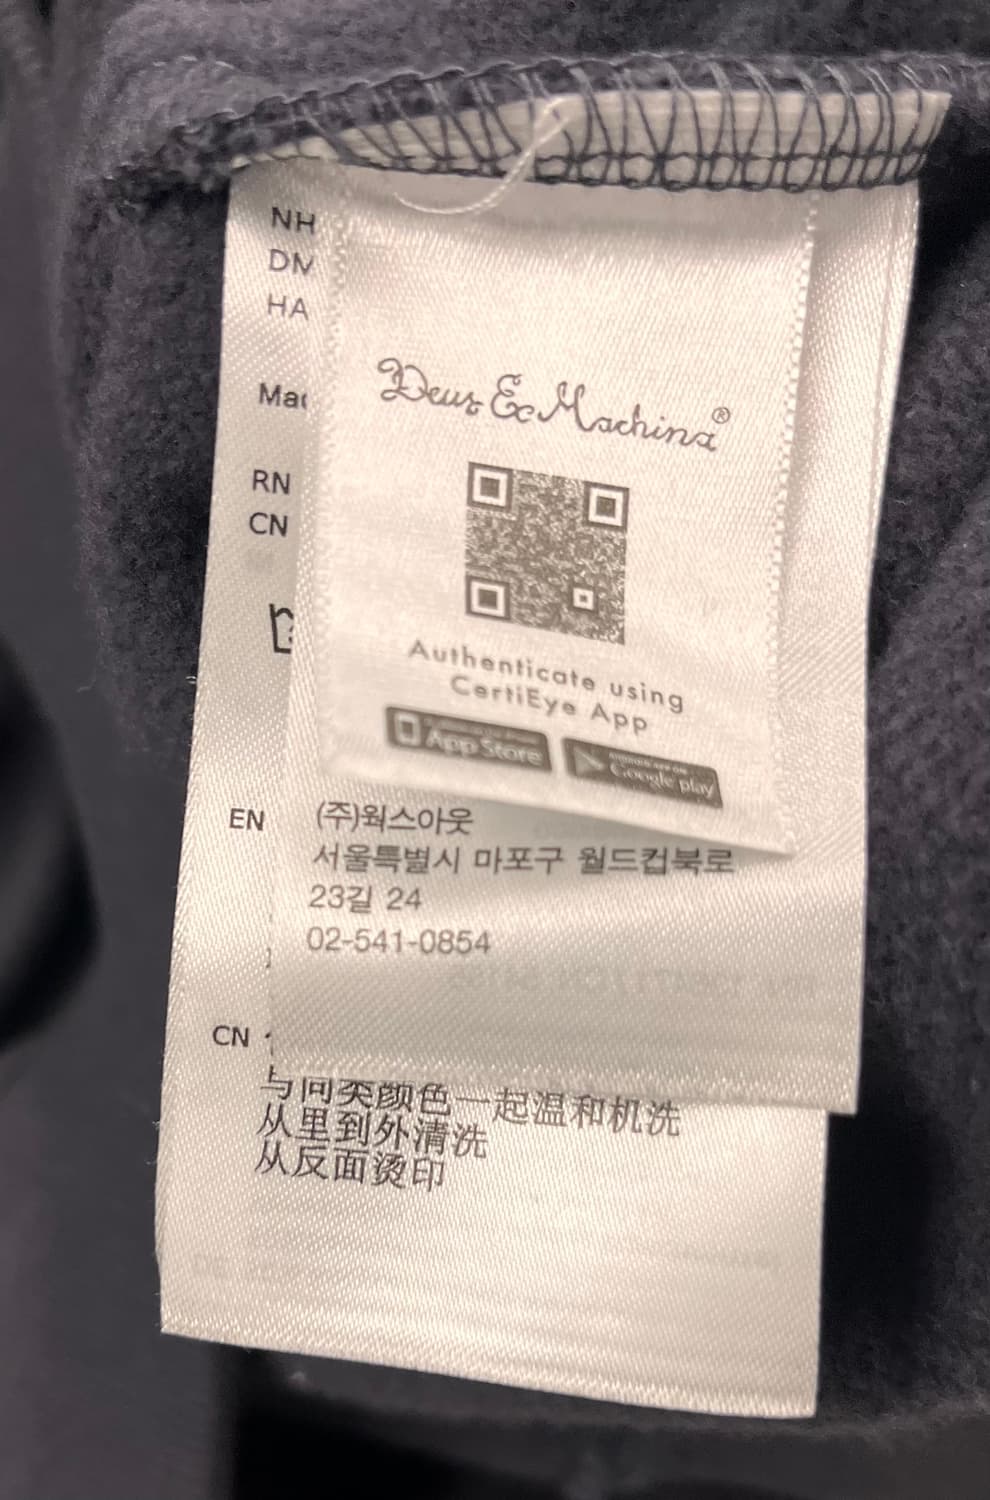 NH
DM
HA
Mad
RN
CN
Deus Ex Machina®
Authenticate using
CertiEye App
App Store
Google play
EN
(주)웍스아웃
서울특별시 마포구 월드컵북로
23길 24
02-541-0854
CN
与同类颜色一起温和机洗
从里到外清洗
从反面烫印